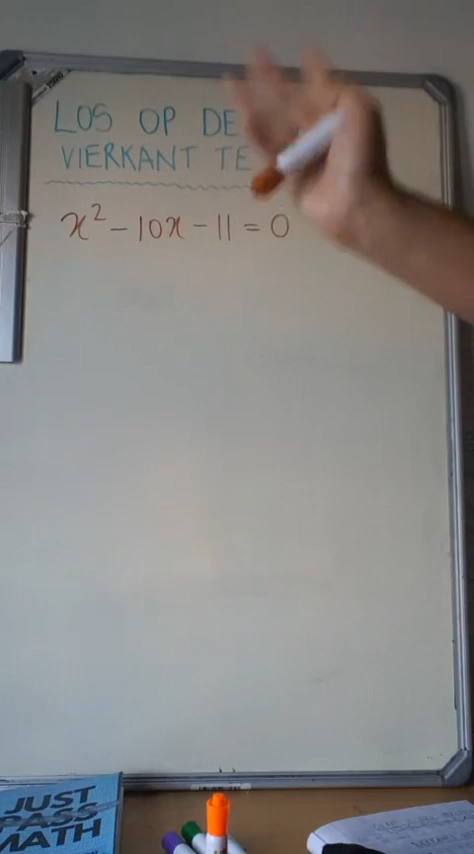 LOS OP DE
VIERKANT TE
x² - 10x - 11 = 0
JUST
PASS
MATH